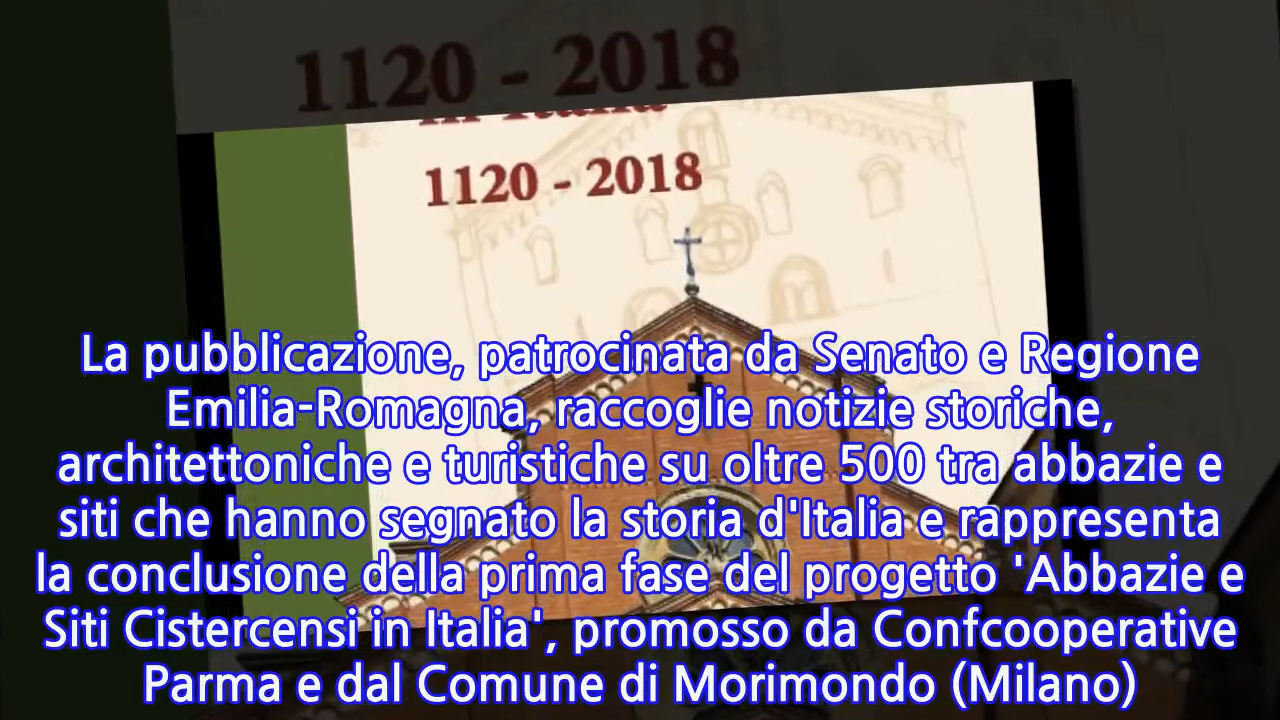 1120 - 2018
in Italia
1120 - 2018
La pubblicazione, patrocinata da Senato e Regione
Emilia-Romagna, raccoglie notizie storiche,
architettoniche e turistiche su oltre 500 tra abbazie e
siti che hanno segnato la storia d'Italia e rappresenta
la conclusione della prima fase del progetto 'Abbazie e
Siti Cistercensi in Italia', promosso da Confcooperative
Parma e dal Comune di Morimondo (Milano)